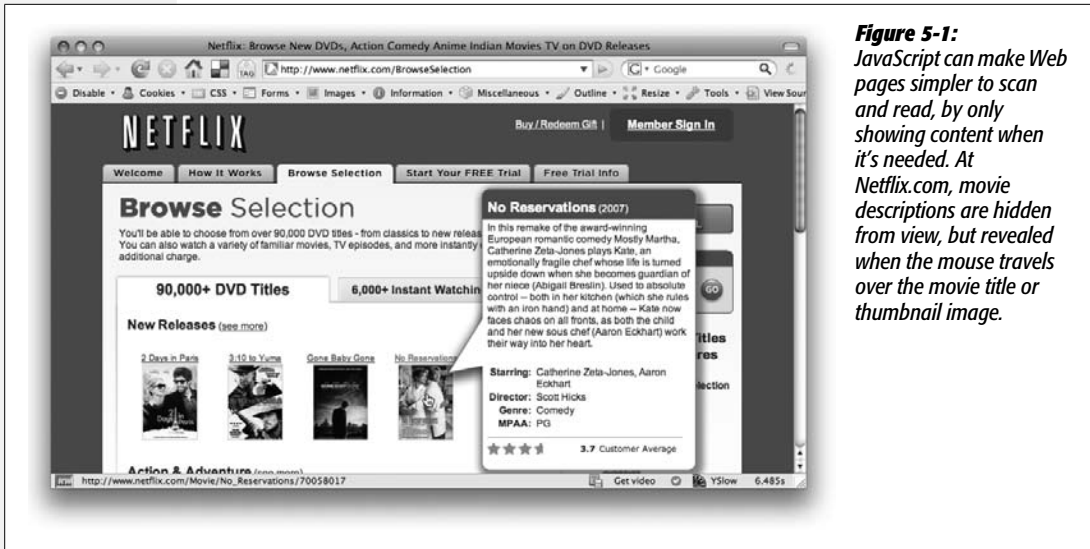 Netflix: Browse New DVDs, Action Comedy Anime Indian Movies TV on DVD Releases
TAG
http://www.netflix.com/BrowseSelection
Google
Disable
Cookies
CSS
Forms
Images
Information
Miscellaneous
Outline
Resize
Tools
View Sour
NETFLIX
Buy / Redeem Gift | Member Sign In
Welcome
How It Works
Browse Selection
Start Your FREE Trial
Free Trial Info
Browse Selection
You'll be able to choose from over 90,000 DVD titles - from classics to new releas
You can also watch a variety of familiar movies, TV episodes, and more instantly
additional charge.
90,000+ DVD Titles
6,000+ Instant Watchin
GO
New Releases (see more)
2 Days in Paris
3:10 to Yuma
Gone Baby Gone
No Reservations
Action & Adventure (see more)
No Reservations (2007)
In this remake of the award-winning
European romantic comedy Mostly Martha,
Catherine Zeta-Jones plays Kate, an
emotionally fragile chef whose life is turned
upside down when she becomes guardian of
her niece (Abigail Breslin). Used to absolute
control – both in her kitchen (which she rules
with an iron hand) and at home – Kate now
faces chaos on all fronts, as both the child
and her new sous chef (Aaron Eckhart) work
their way into her heart.
Starring: Catherine Zeta-Jones, Aaron
Eckhart
Director: Scott Hicks
Genre: Comedy
MPAA: PG
3.7 Customer Average
itles
res
lection
http://www.netflix.com/Movie/No_Reservations/70058017
Get video
YSlow
6.485s
Figure 5-1:
JavaScript can make Web
pages simpler to scan
and read, by only
showing content when
it's needed. At
Netflix.com, movie
descriptions are hidden
from view, but revealed
when the mouse travels
over the movie title or
thumbnail image.